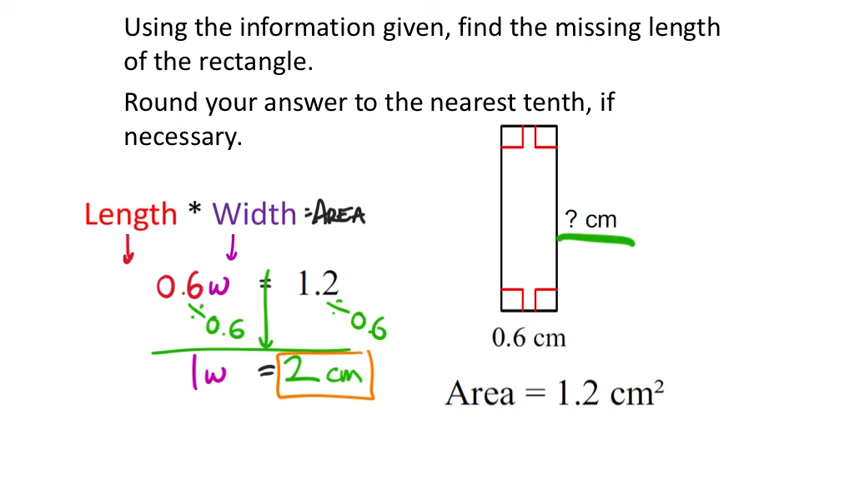 Using the information given, find the missing length
of the rectangle.
Round your answer to the nearest tenth, if
necessary.
Length * Width = AREA
0.6w = 1.2
÷0.6 ÷0.6
1w = 2 cm
? cm
0.6 cm
Area = 1.2 cm²